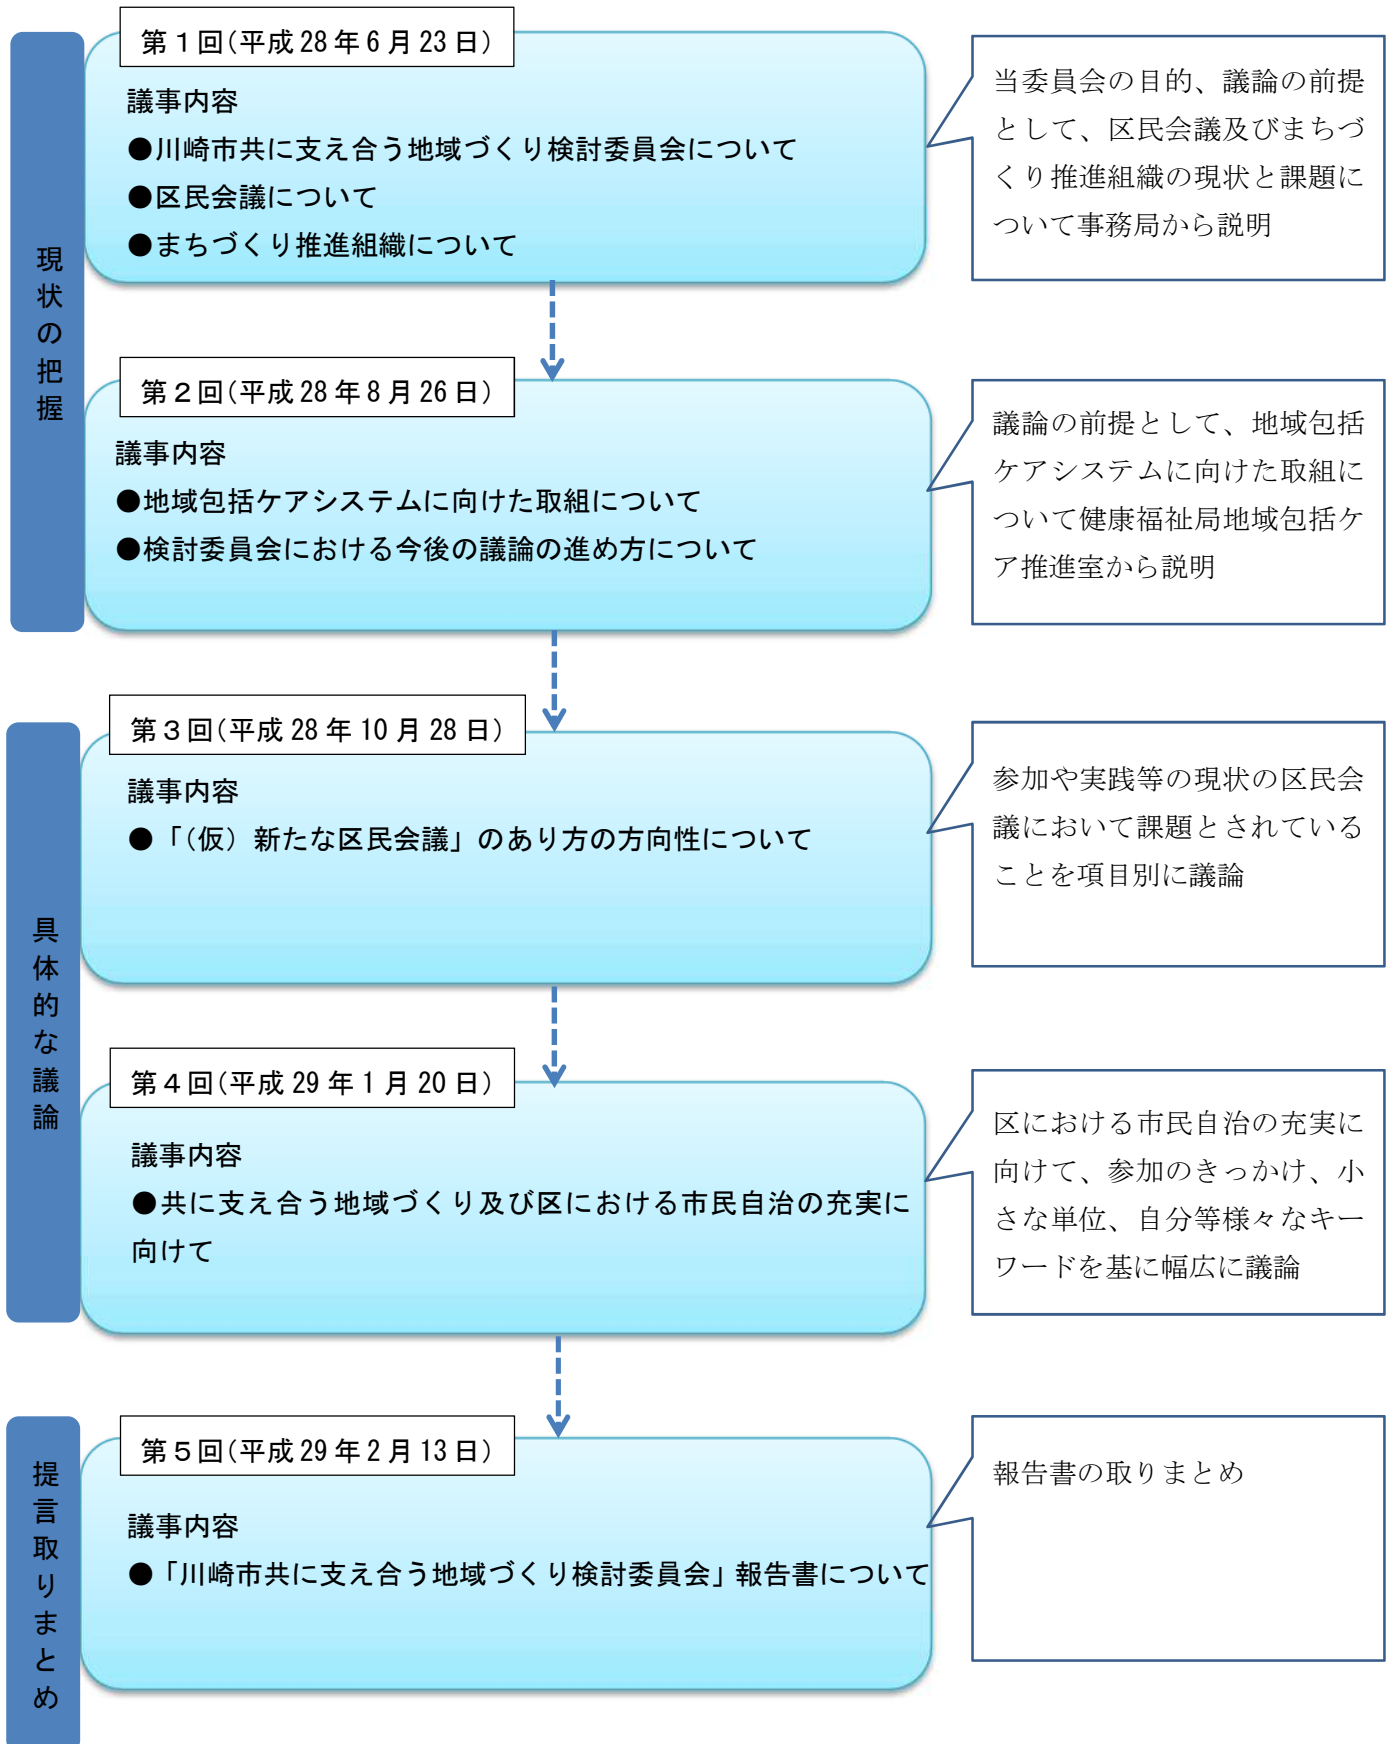 現状の把握
第１回（平成 28 年 6 月 23 日）
議事内容
●川崎市共に支え合う地域づくり検討委員会について
●区民会議について
●まちづくり推進組織について
当委員会の目的、議論の前提
として、区民会議及びまちづ
くり推進組織の現状と課題に
ついて事務局から説明
第２回（平成 28 年 8 月 26 日）
議事内容
●地域包括ケアシステムに向けた取組について
●検討委員会における今後の議論の進め方について
議論の前提として、地域包括
ケアシステムに向けた取組に
ついて健康福祉局地域包括ケ
ア推進室から説明
具体的な議論
第３回（平成 28 年 10 月 28 日）
議事内容
●「（仮）新たな区民会議」のあり方の方向性について
参加や実践等の現状の区民会
議において課題とされている
ことを項目別に議論
第４回（平成 29 年 1 月 20 日）
議事内容
●共に支え合う地域づくり及び区における市民自治の充実に
向けて
区における市民自治の充実に
向けて、参加のきっかけ、小
さな単位、自分等様々なキー
ワードを基に幅広に議論
提言取りまとめ
第５回（平成 29 年 2 月 13 日）
議事内容
●「川崎市共に支え合う地域づくり検討委員会」報告書について
報告書の取りまとめ